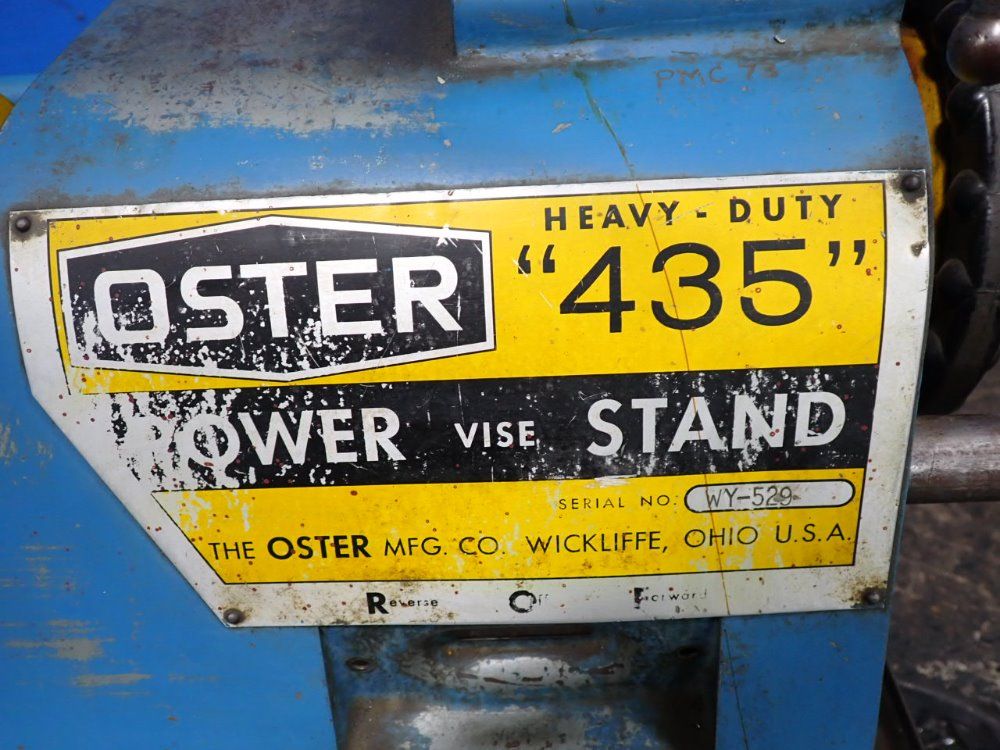 PMC 73
OSTER
HEAVY - DUTY
"435"
POWER VISE STAND
SERIAL NO. WY-529
THE OSTER MFG. CO. WICKLIFFE, OHIO U.S.A.
Reverse Off Forward